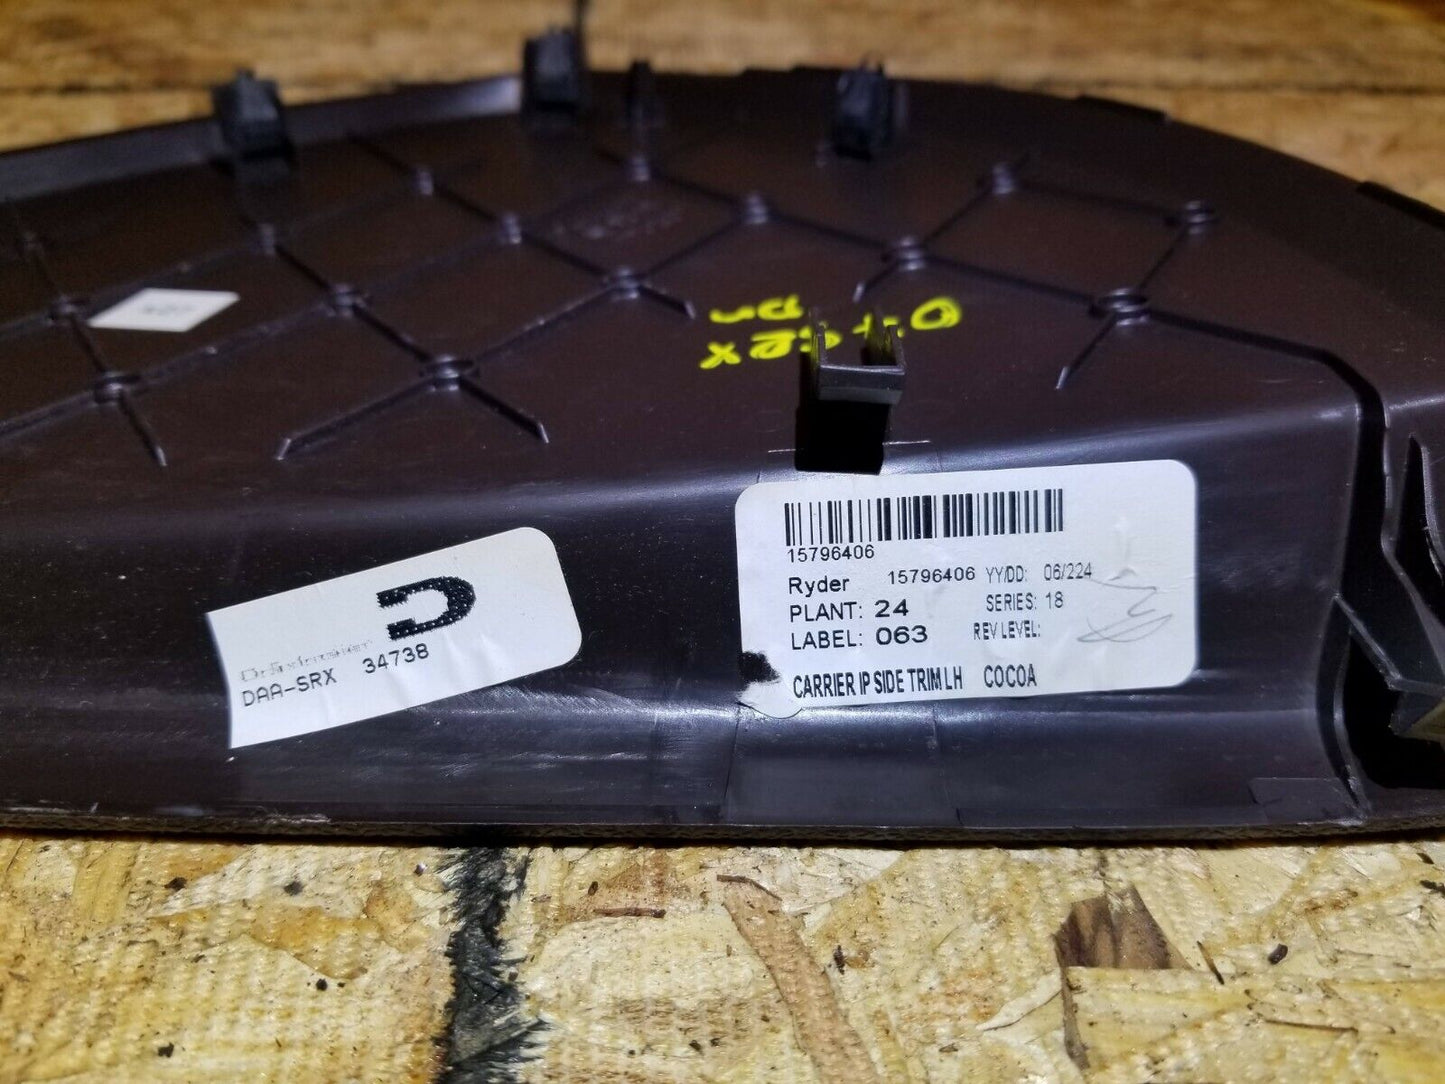 SRX
15796406
Ryder 15796406 YY/DD: 06/224
PLANT: 24 SERIES: 18
LABEL: 063 REV LEVEL:
CARRIER IP SIDE TRIM LH COCOA
D
DAA-SRX 34738